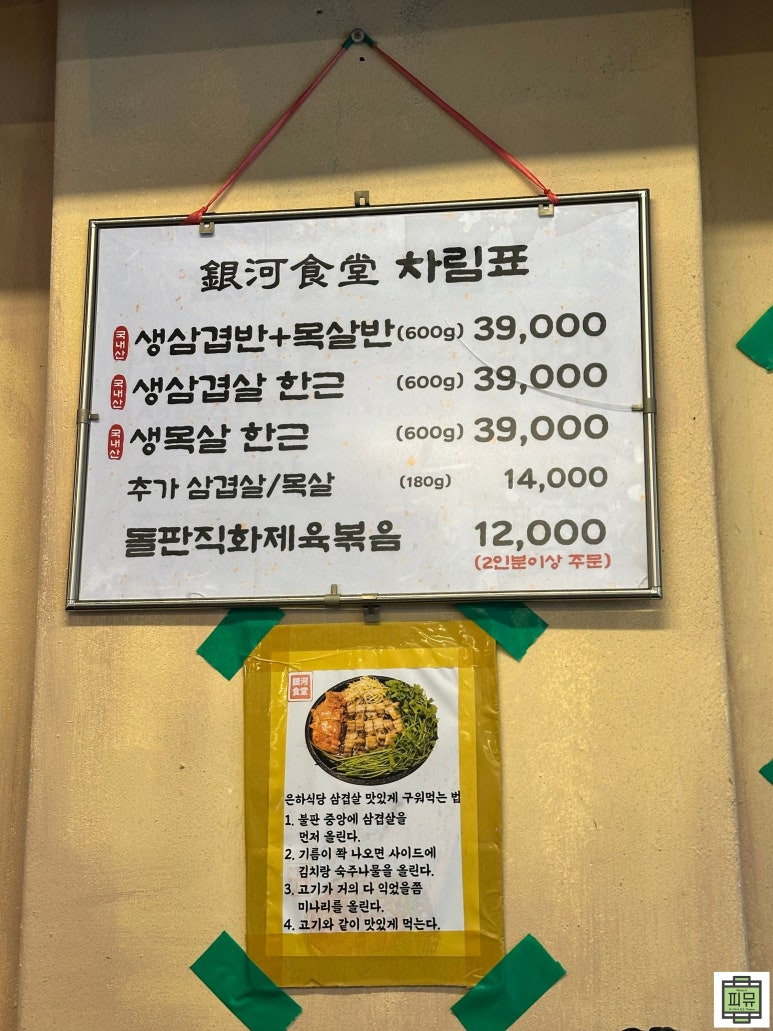 銀河食堂 차림표
국내산 생삼겹반+목살반(600g) 39,000
국내산 생삼겹살 한근 (600g) 39,000
국내산 생목살 한근 (600g) 39,000
추가 삼겹살/목살 (180g) 14,000
돌판직화제육볶음 12,000
(2인분이상 주문)
銀河
食堂
은하식당 삼겹살 맛있게 구워먹는 법
1. 불판 중앙에 삼겹살을
먼저 올린다.
2. 기름이 쫙 나오면 사이드에
김치랑 숙주나물을 올린다.
3. 고기가 거의 다 익었을쯤
미나리를 올린다.
4. 고기와 같이 맛있게 먹는다.
피뮤